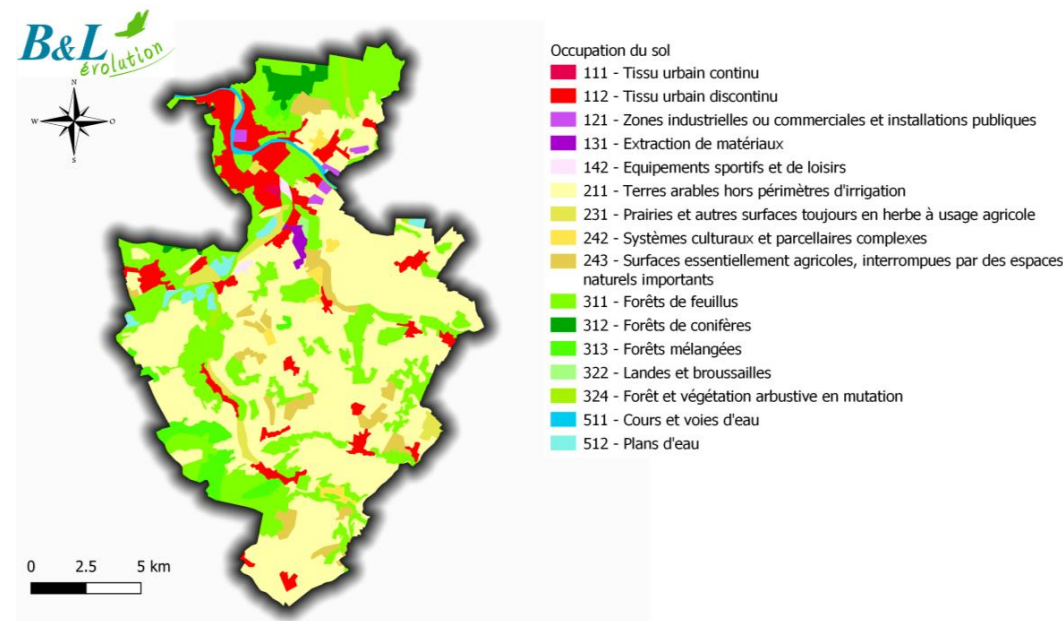 B&L
évolution
N
W
O
S
Occupation du sol
111 - Tissu urbain continu
112 - Tissu urbain discontinu
121 - Zones industrielles ou commerciales et installations publiques
131 - Extraction de matériaux
142 - Equipements sportifs et de loisirs
211 - Terres arables hors périmètres d'irrigation
231 - Prairies et autres surfaces toujours en herbe à usage agricole
242 - Systèmes culturaux et parcellaires complexes
243 - Surfaces essentiellement agricoles, interrompues par des espaces
naturels importants
311 - Forêts de feuillus
312 - Forêts de conifères
313 - Forêts mélangées
322 - Landes et broussailles
324 - Forêt et végétation arbustive en mutation
511 - Cours et voies d'eau
512 - Plans d'eau
0 2.5 5 km